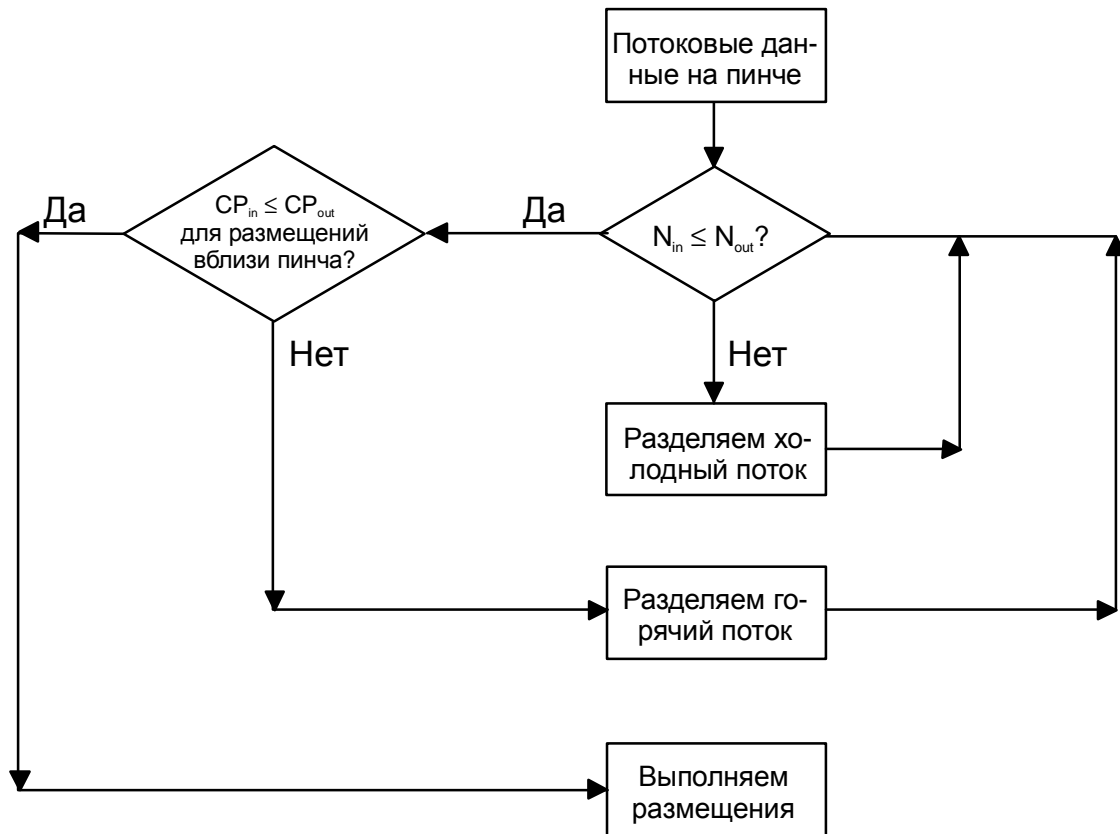 Потоковые дан-
ные на пинче
Да
CP_in ≤ CP_out
для размещений
вблизи пинча?
Да
N_in ≤ N_out?
Нет
Нет
Разделяем хо-
лодный поток
Разделяем го-
рячий поток
Выполняем
размещения